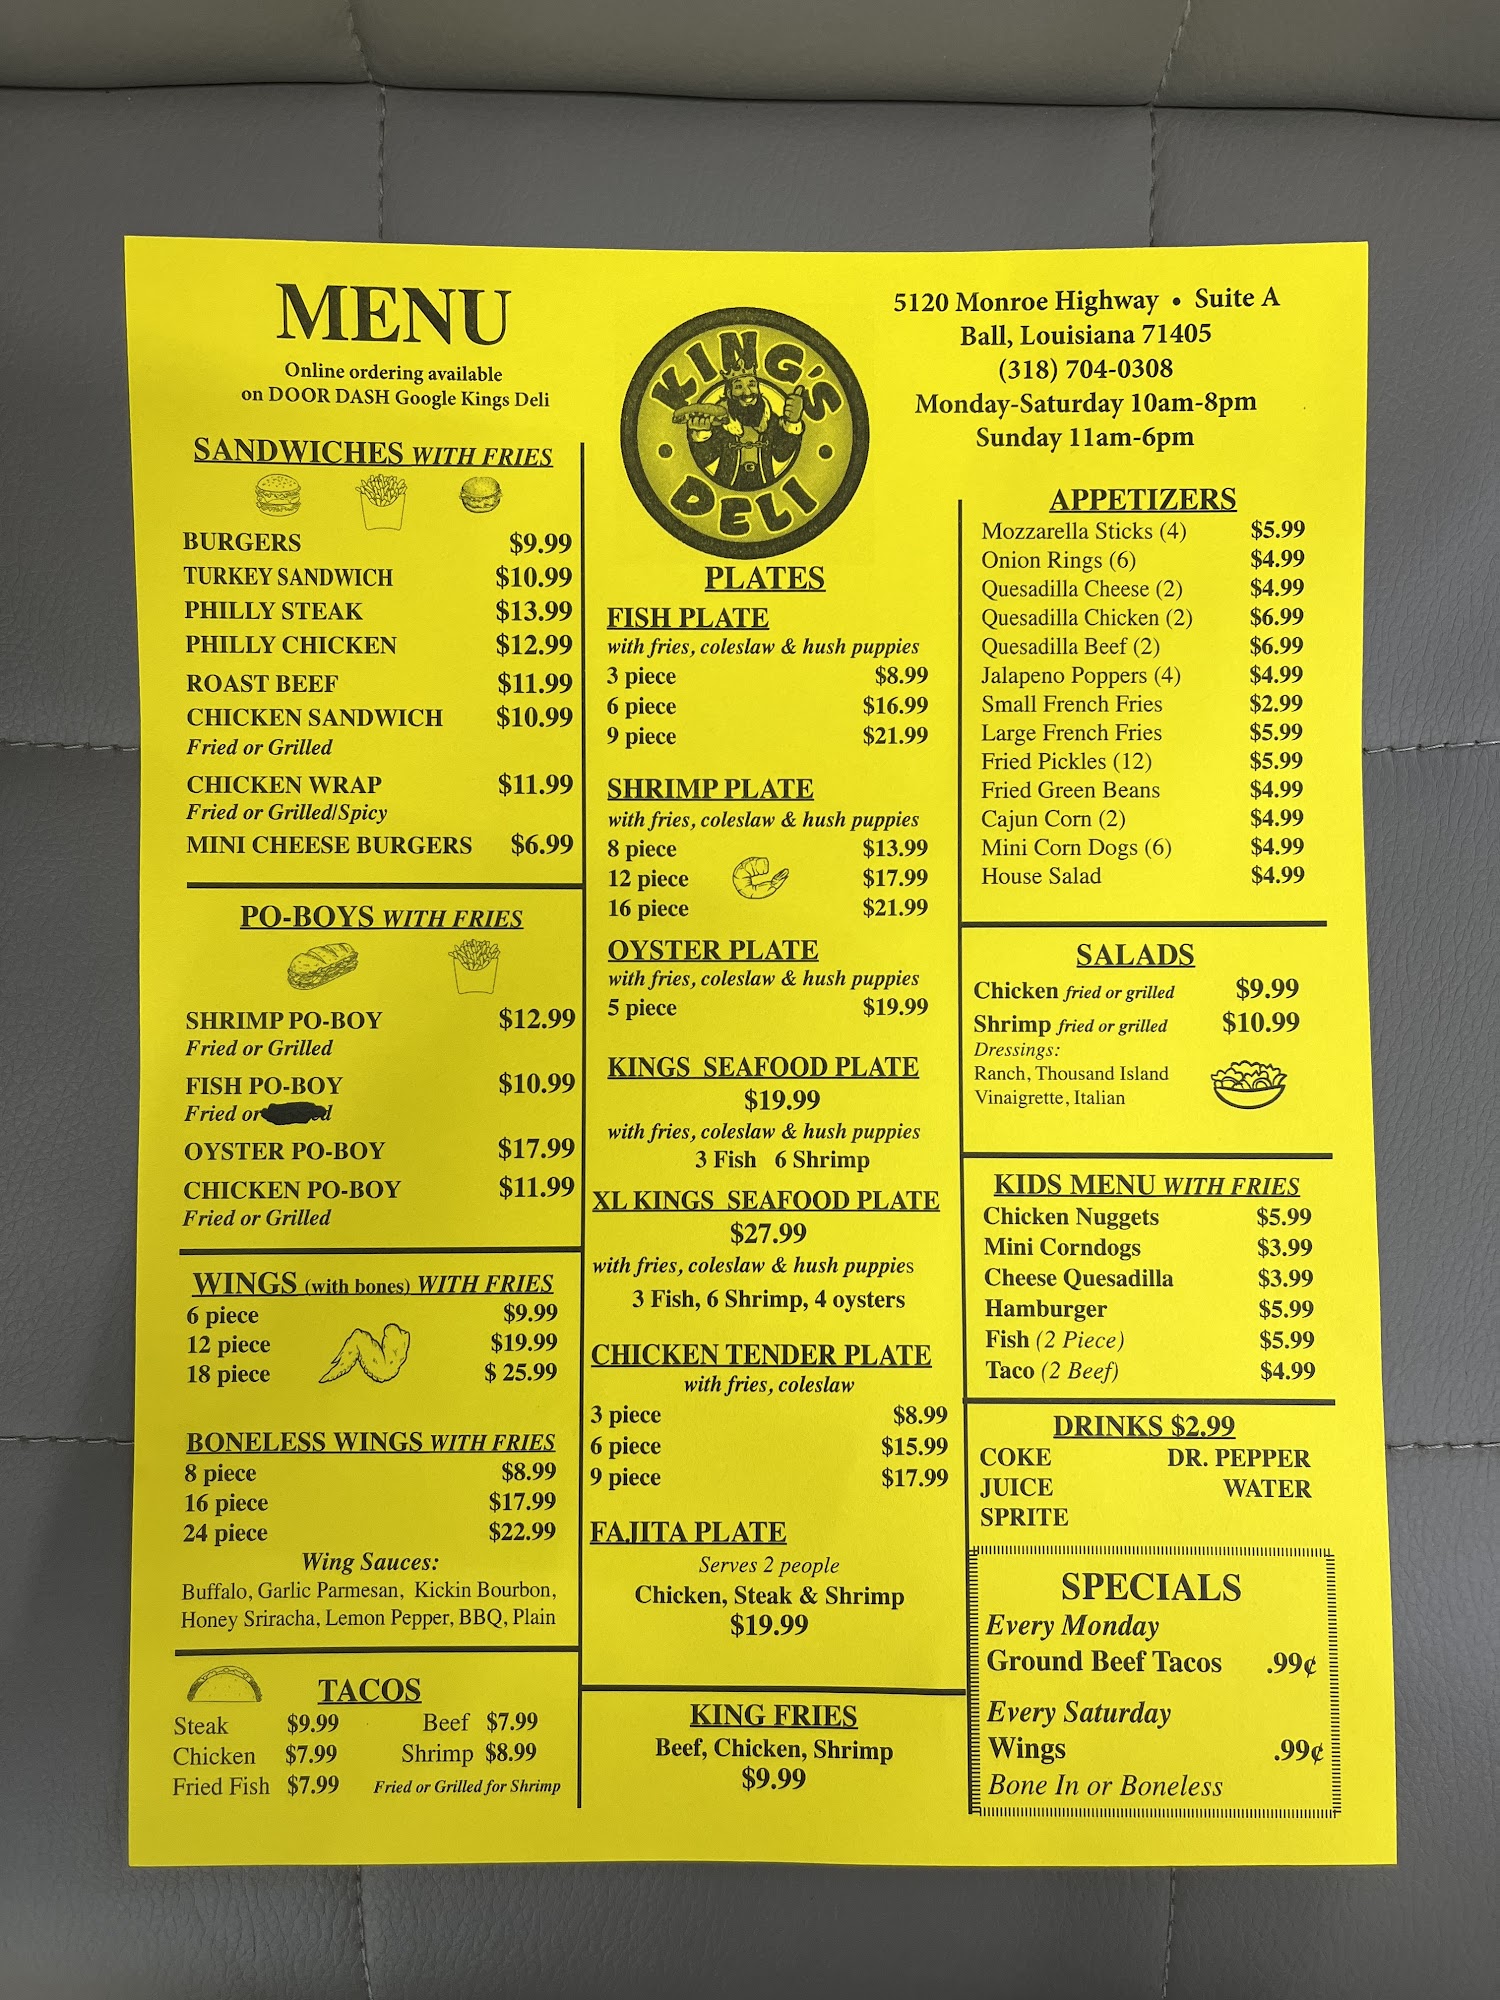 MENU
Online ordering available
on DOOR DASH Google Kings Deli
KING'S
DELI
5120 Monroe Highway • Suite A
Ball, Louisiana 71405
(318) 704-0308
Monday-Saturday 10am-8pm
Sunday 11am-6pm
SANDWICHES WITH FRIES
BURGERS $9.99
TURKEY SANDWICH $10.99
PHILLY STEAK $13.99
PHILLY CHICKEN $12.99
ROAST BEEF $11.99
CHICKEN SANDWICH $10.99
Fried or Grilled
CHICKEN WRAP $11.99
Fried or Grilled/Spicy
MINI CHEESE BURGERS $6.99
PO-BOYS WITH FRIES
SHRIMP PO-BOY $12.99
Fried or Grilled
FISH PO-BOY $10.99
Fried or
OYSTER PO-BOY $17.99
CHICKEN PO-BOY $11.99
Fried or Grilled
WINGS (with bones) WITH FRIES
6 piece $9.99
12 piece $19.99
18 piece $ 25.99
BONELESS WINGS WITH FRIES
8 piece $8.99
16 piece $17.99
24 piece $22.99
Wing Sauces:
Buffalo, Garlic Parmesan, Kickin Bourbon,
Honey Sriracha, Lemon Pepper, BBQ, Plain
TACOS
Steak $9.99 Beef $7.99
Chicken $7.99 Shrimp $8.99
Fried Fish $7.99 Fried or Grilled for Shrimp
PLATES
FISH PLATE
with fries, coleslaw & hush puppies
3 piece $8.99
6 piece $16.99
9 piece $21.99
SHRIMP PLATE
with fries, coleslaw & hush puppies
8 piece $13.99
12 piece $17.99
16 piece $21.99
OYSTER PLATE
with fries, coleslaw & hush puppies
5 piece $19.99
KINGS SEAFOOD PLATE
$19.99
with fries, coleslaw & hush puppies
3 Fish 6 Shrimp
XL KINGS SEAFOOD PLATE
$27.99
with fries, coleslaw & hush puppies
3 Fish, 6 Shrimp, 4 oysters
CHICKEN TENDER PLATE
with fries, coleslaw
3 piece $8.99
6 piece $15.99
9 piece $17.99
FAJITA PLATE
Serves 2 people
Chicken, Steak & Shrimp
$19.99
KING FRIES
Beef, Chicken, Shrimp
$9.99
APPETIZERS
Mozzarella Sticks (4) $5.99
Onion Rings (6) $4.99
Quesadilla Cheese (2) $4.99
Quesadilla Chicken (2) $6.99
Quesadilla Beef (2) $6.99
Jalapeno Poppers (4) $4.99
Small French Fries $2.99
Large French Fries $5.99
Fried Pickles (12) $5.99
Fried Green Beans $4.99
Cajun Corn (2) $4.99
Mini Corn Dogs (6) $4.99
House Salad $4.99
SALADS
Chicken fried or grilled $9.99
Shrimp fried or grilled $10.99
Dressings:
Ranch, Thousand Island
Vinaigrette, Italian
KIDS MENU WITH FRIES
Chicken Nuggets $5.99
Mini Corndogs $3.99
Cheese Quesadilla $3.99
Hamburger $5.99
Fish (2 Piece) $5.99
Taco (2 Beef) $4.99
DRINKS $2.99
COKE DR. PEPPER
JUICE WATER
SPRITE
SPECIALS
Every Monday
Ground Beef Tacos .99¢
Every Saturday
Wings .99¢
Bone In or Boneless